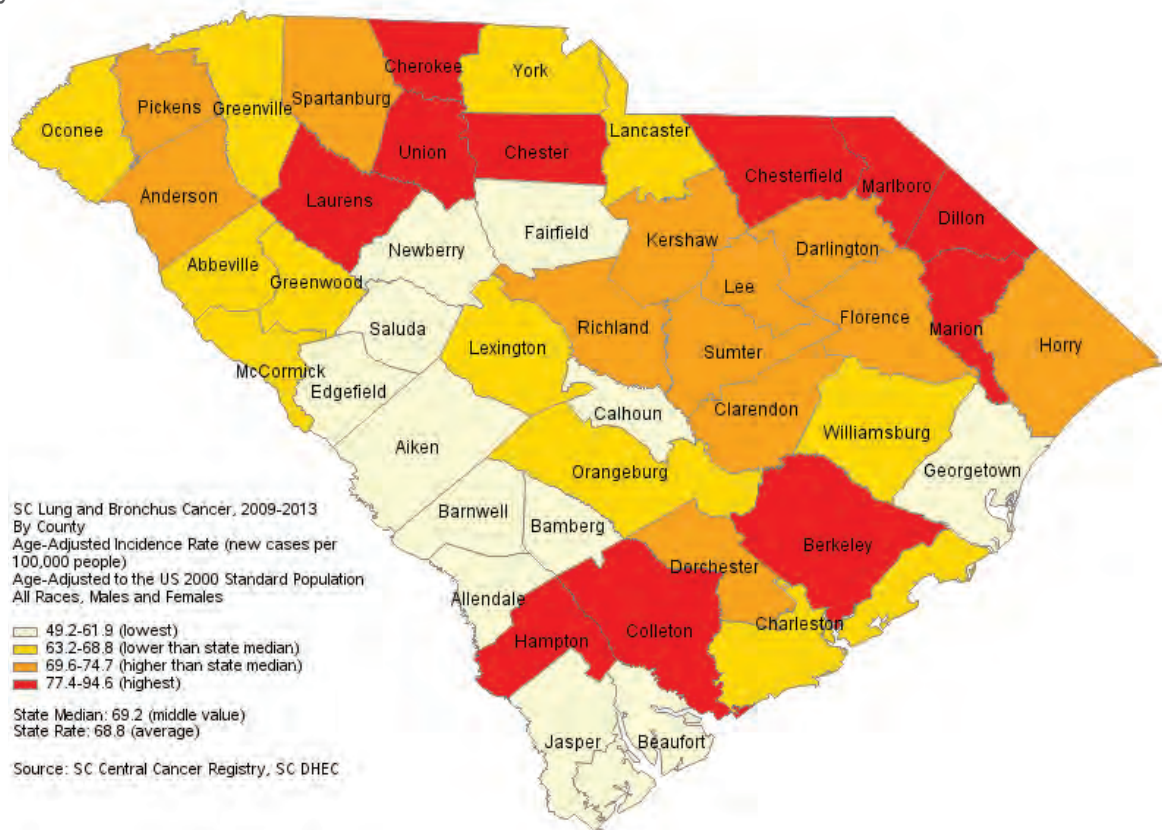 Cherokee
York
Pickens
Spartanburg
Greenville
Oconee
Lancaster
Union
Chester
Chesterfield
Marlboro
Anderson
Laurens
Dillon
Fairfield
Kershaw
Newberry
Darlington
Abbeville
Greenwood
Lee
Saluda
Richland
Florence
Marion
Horry
Lexington
Sumter
McCormick
Edgefield
Calhoun
Clarendon
Williamsburg
Aiken
Orangeburg
Georgetown
Barnwell
Bamberg
Berkeley
Dorchester
Allendale
Charleston
Hampton
Colleton
Jasper
Beaufort
SC Lung and Bronchus Cancer, 2009-2013
By County
Age-Adjusted Incidence Rate (new cases per
100,000 people)
Age-Adjusted to the US 2000 Standard Population
All Races, Males and Females
49.2-61.9 (lowest)
63.2-68.8 (lower than state median)
69.6-74.7 (higher than state median)
77.4-94.6 (highest)
State Median: 69.2 (middle value)
State Rate: 68.8 (average)
Source: SC Central Cancer Registry, SC DHEC